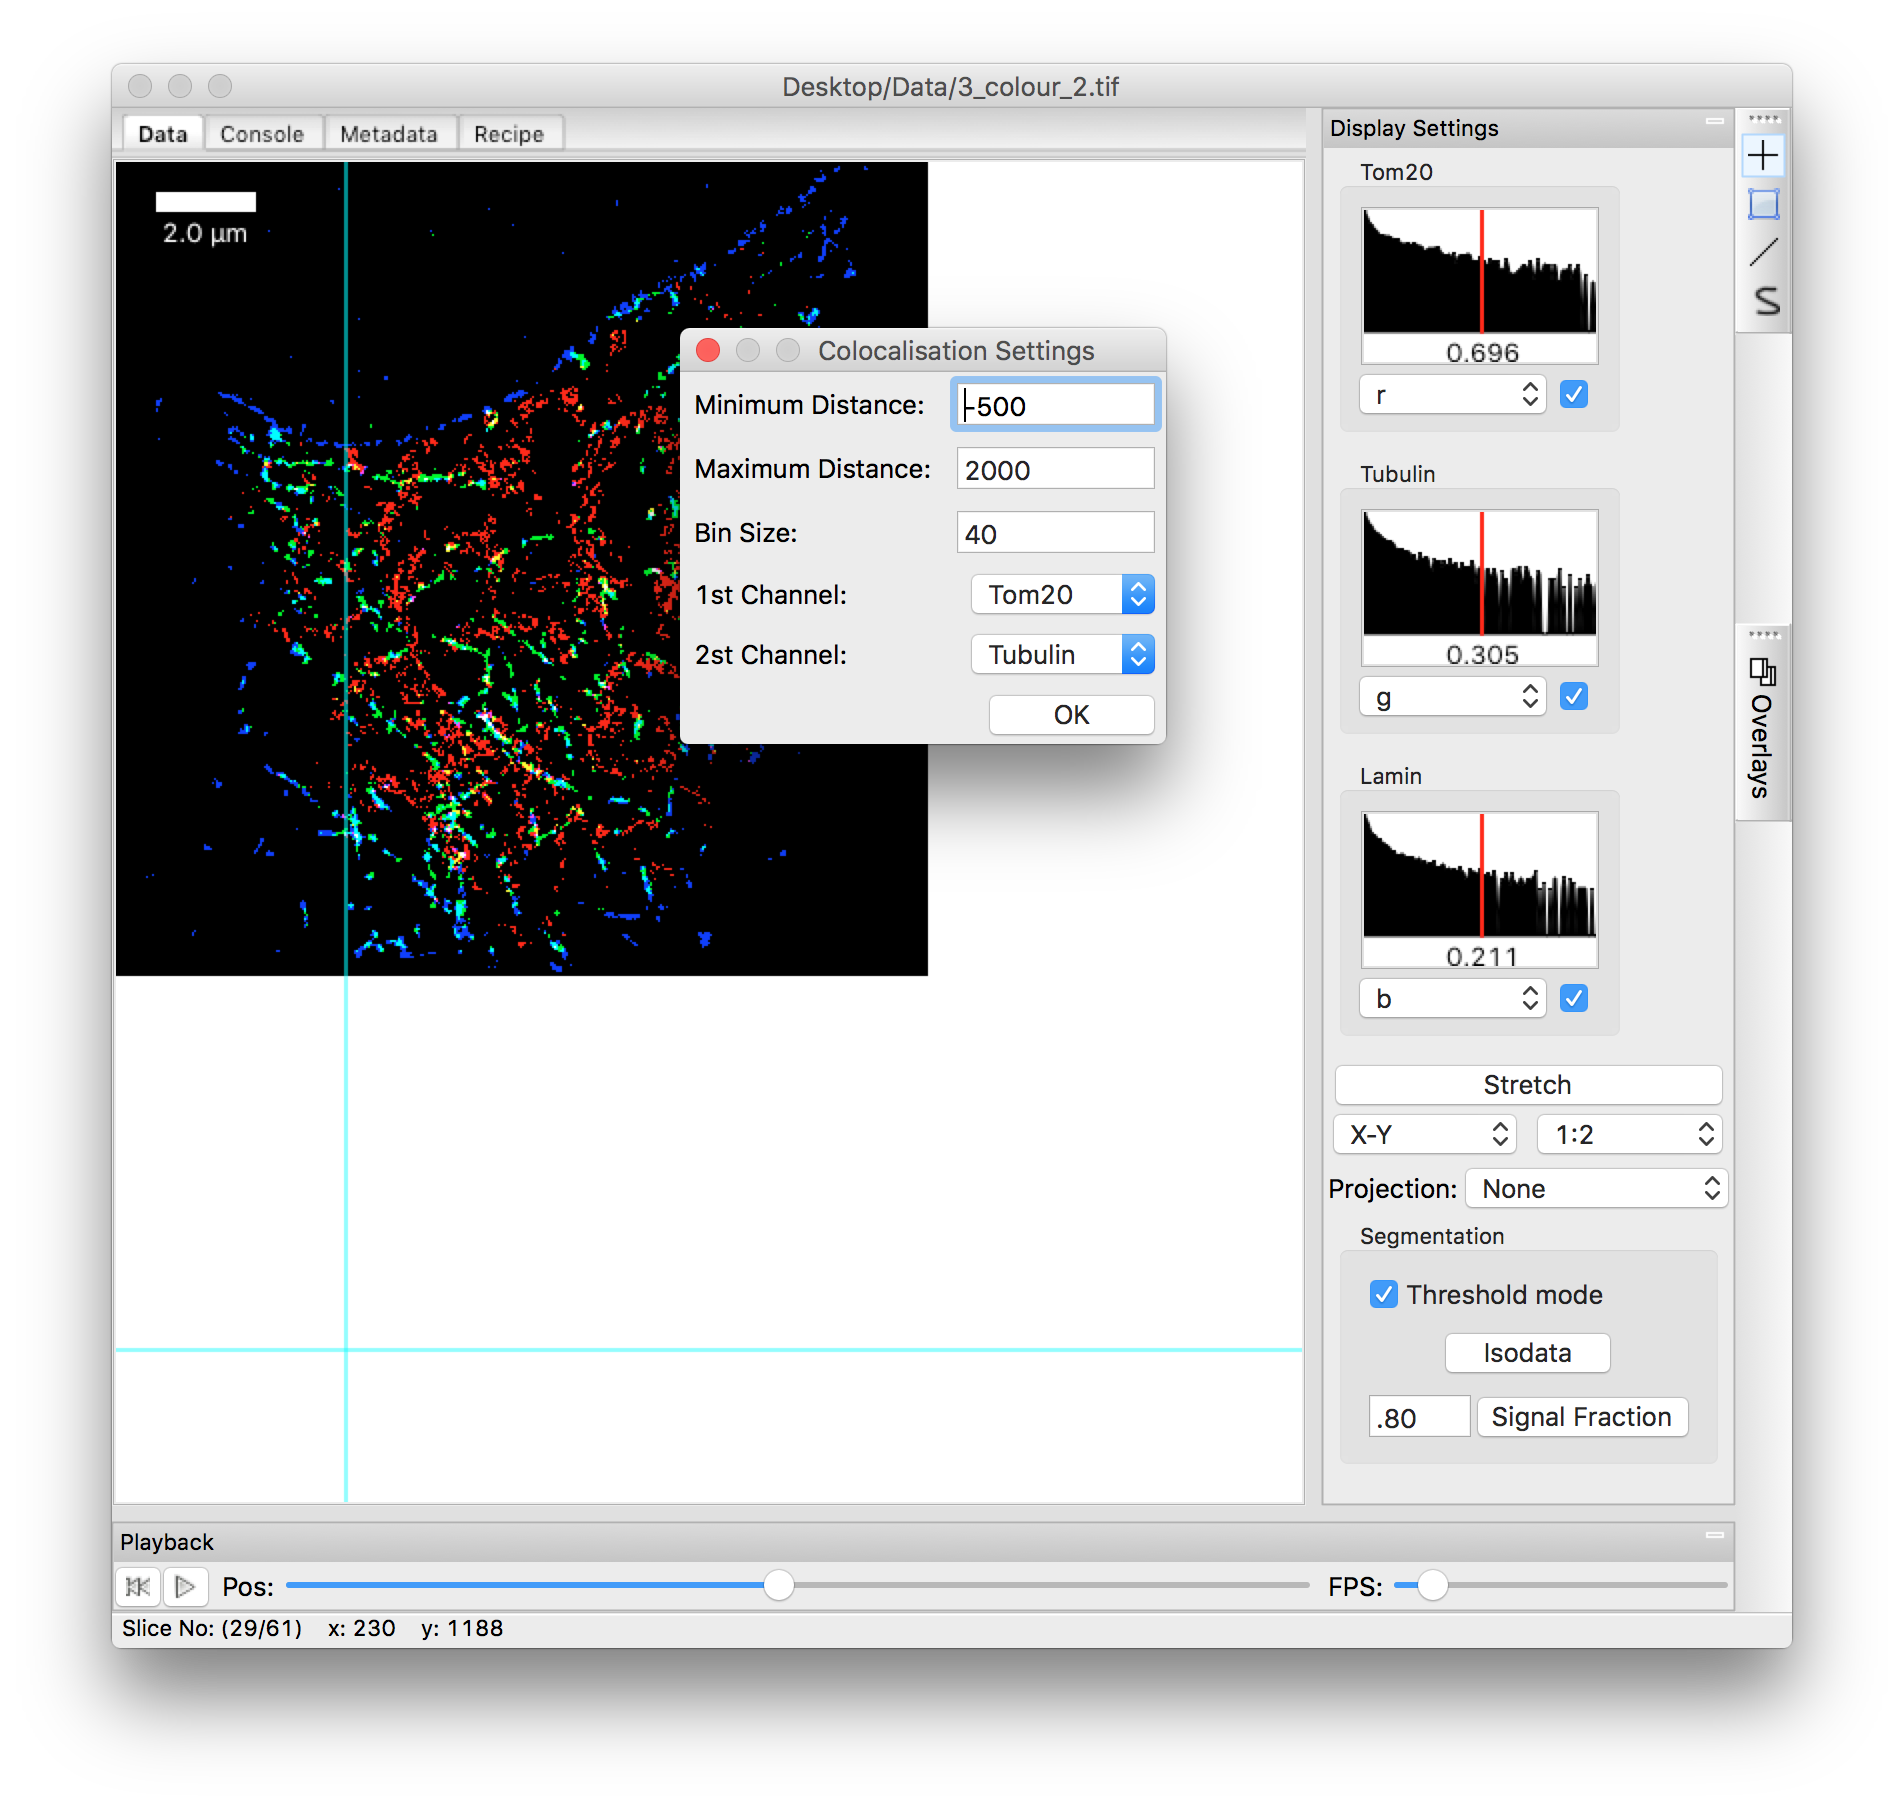 Desktop/Data/3_colour_2.tif
Data Console Metadata Recipe
2.0 µm
Colocalisation Settings
Minimum Distance: -500
Maximum Distance: 2000
Bin Size: 40
1st Channel: Tom20
2st Channel: Tubulin
OK
Display Settings
Tom20
0.696
r
Tubulin
0.305
g
Lamin
0.211
b
Stretch
X-Y 1:2
Projection: None
Segmentation
Threshold mode
Isodata
.80 Signal Fraction
Overlays
Playback
Pos: FPS:
Slice No: (29/61) x: 230 y: 1188